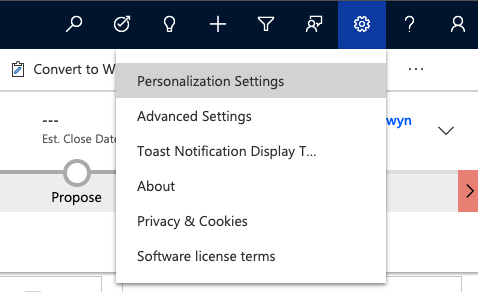 Convert to W
Personalization Settings
---
Est. Close Date
wyn
Advanced Settings
Toast Notification Display T...
About
Propose
Privacy & Cookies
Software license terms